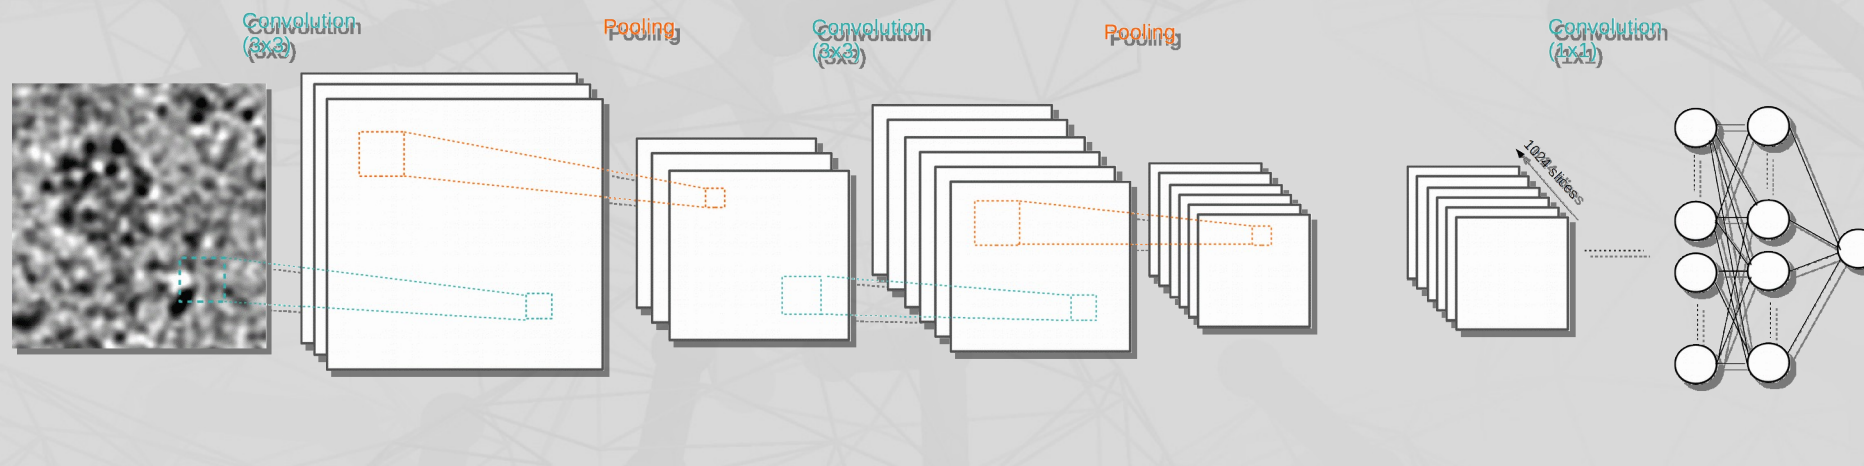 Convolution
(3x3)
Pooling
Convolution
(3x3)
Pooling
Convolution
(1x1)
1024 slices